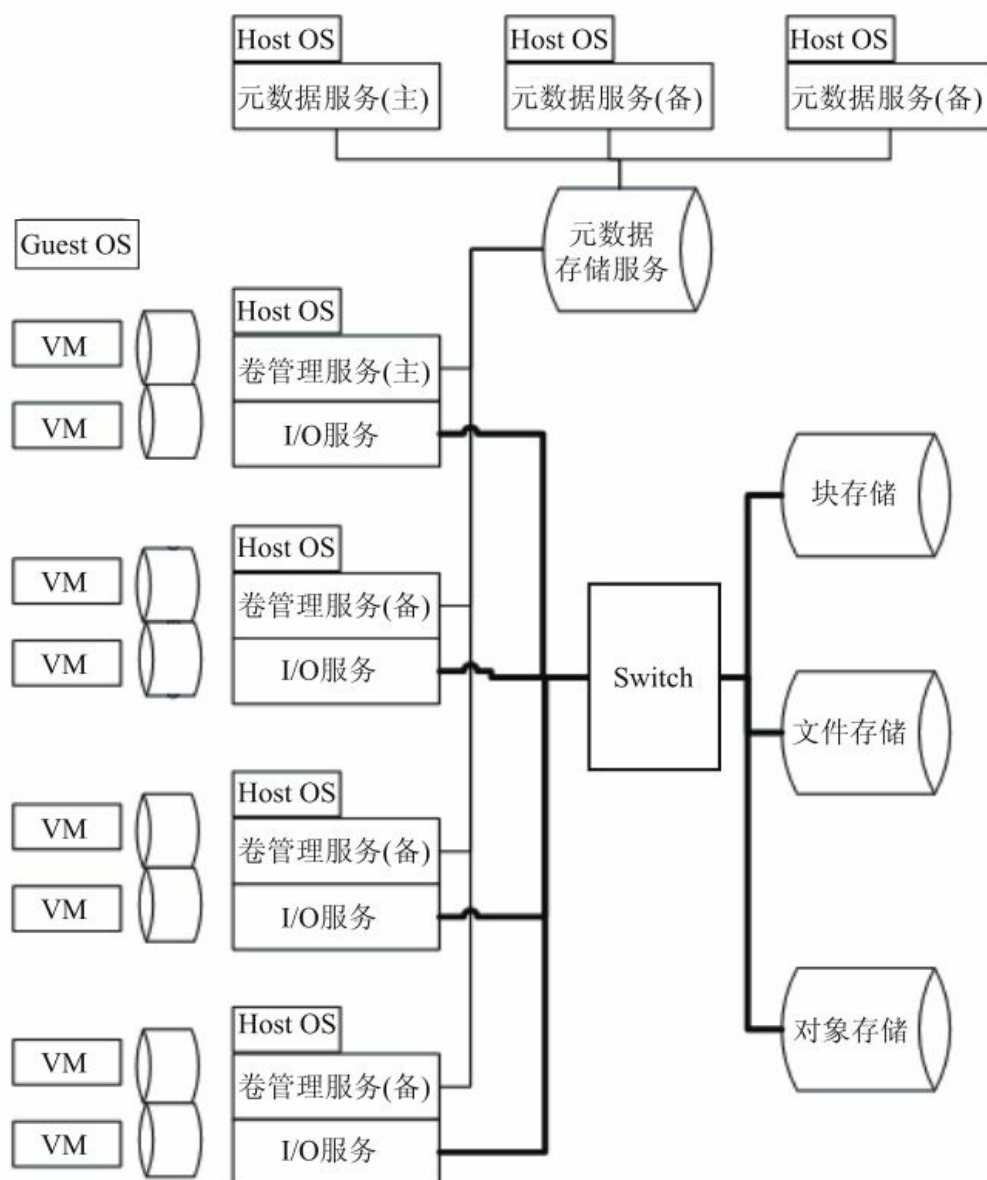 Host OS
元数据服务(主)
Host OS
元数据服务(备)
Host OS
元数据服务(备)
元数据
存储服务
Guest OS
VM
VM
Host OS
卷管理服务(主)
I/O服务
VM
VM
Host OS
卷管理服务(备)
I/O服务
VM
VM
Host OS
卷管理服务(备)
I/O服务
VM
VM
Host OS
卷管理服务(备)
I/O服务
Switch
块存储
文件存储
对象存储